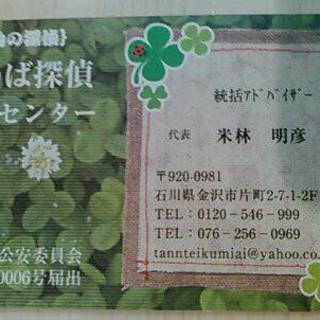 の探偵}
ば探偵
センター
公安委員会
0006号届出
統括ｱﾄﾞﾊﾞｲｻﾞｰ
代表 米林 明彦
〒920-0981
石川県金沢市片町2-7-1-2F
TEL：0120-546-999
TEL：076-256-0969
tannteikumiai@yahoo.co.